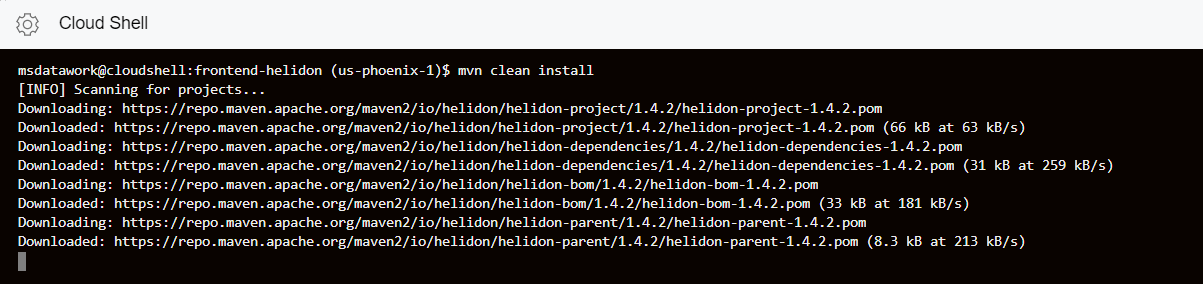 Cloud Shell
msdatawork@cloudshell:frontend-helidon (us-phoenix-1)$ mvn clean install
[INFO] Scanning for projects...
Downloading: https://repo.maven.apache.org/maven2/io/helidon/helidon-project/1.4.2/helidon-project-1.4.2.pom
Downloaded: https://repo.maven.apache.org/maven2/io/helidon/helidon-project/1.4.2/helidon-project-1.4.2.pom (66 kB at 63 kB/s)
Downloading: https://repo.maven.apache.org/maven2/io/helidon/helidon-dependencies/1.4.2/helidon-dependencies-1.4.2.pom
Downloaded: https://repo.maven.apache.org/maven2/io/helidon/helidon-dependencies/1.4.2/helidon-dependencies-1.4.2.pom (31 kB at 259 kB/s)
Downloading: https://repo.maven.apache.org/maven2/io/helidon/helidon-bom/1.4.2/helidon-bom-1.4.2.pom
Downloaded: https://repo.maven.apache.org/maven2/io/helidon/helidon-bom/1.4.2/helidon-bom-1.4.2.pom (33 kB at 181 kB/s)
Downloading: https://repo.maven.apache.org/maven2/io/helidon/helidon-parent/1.4.2/helidon-parent-1.4.2.pom
Downloaded: https://repo.maven.apache.org/maven2/io/helidon/helidon-parent/1.4.2/helidon-parent-1.4.2.pom (8.3 kB at 213 kB/s)